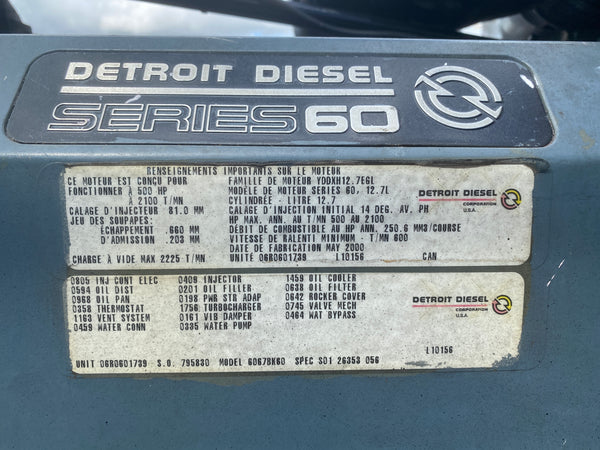 DETROIT DIESEL
SERIES 60
RENSEIGNEMENTS IMPORTANTS SUR LE MOTEUR
CE MOTEUR EST CONÇU POUR FAMILLE DE MOTEUR YDDXH12.7EGL
FONCTIONNER À 500 HP MODÈLE DE MOTEUR SERIES 60, 12.7L
À 2100 T/MN CYLINDRÉE - LITRE 12.7
CALAGE D'INJECTEUR 81.0 MM CALAGE D'INJECTION INITIAL 14 DEG. AV. PH
JEU DES SOUPAPES: HP MAX. ANN. AU T/MN 500 AU 2100
ÉCHAPPEMENT .660 MM DÉBIT DE COMBUSTIBLE AU HP ANN. 250.6 MM3/COURSE
D'ADMISSION .203 MM VITESSE DE RALENTI MINIMUM - T/MN 600
DATE DE FABRICATION MAY 2000
CHARGE À VIDE MAX 2225 T/MN UNITÉ 06R0601739 L10156 CAN
DETROIT DIESEL
CORPORATION
U.S.A.
0805 INJ CONT ELEC 0409 INJECTOR 1459 OIL COOLER
0594 OIL DIST 0201 OIL FILLER 0638 OIL FILTER
0968 OIL PAN 0198 PWR STR ADAP 0642 ROCKER COVER
0358 THERMOSTAT 1756 TURBOCHARGER 0745 VALVE MECH
1163 VENT SYSTEM 0161 VIB DAMPER 0464 WAT BYPASS
0459 WATER CONN 0335 WATER PUMP
DETROIT DIESEL
CORPORATION
U.S.A.
L10156
UNIT 06R0601739 S.O. 795830 MODEL 6067BK60 SPEC S01 26353 056